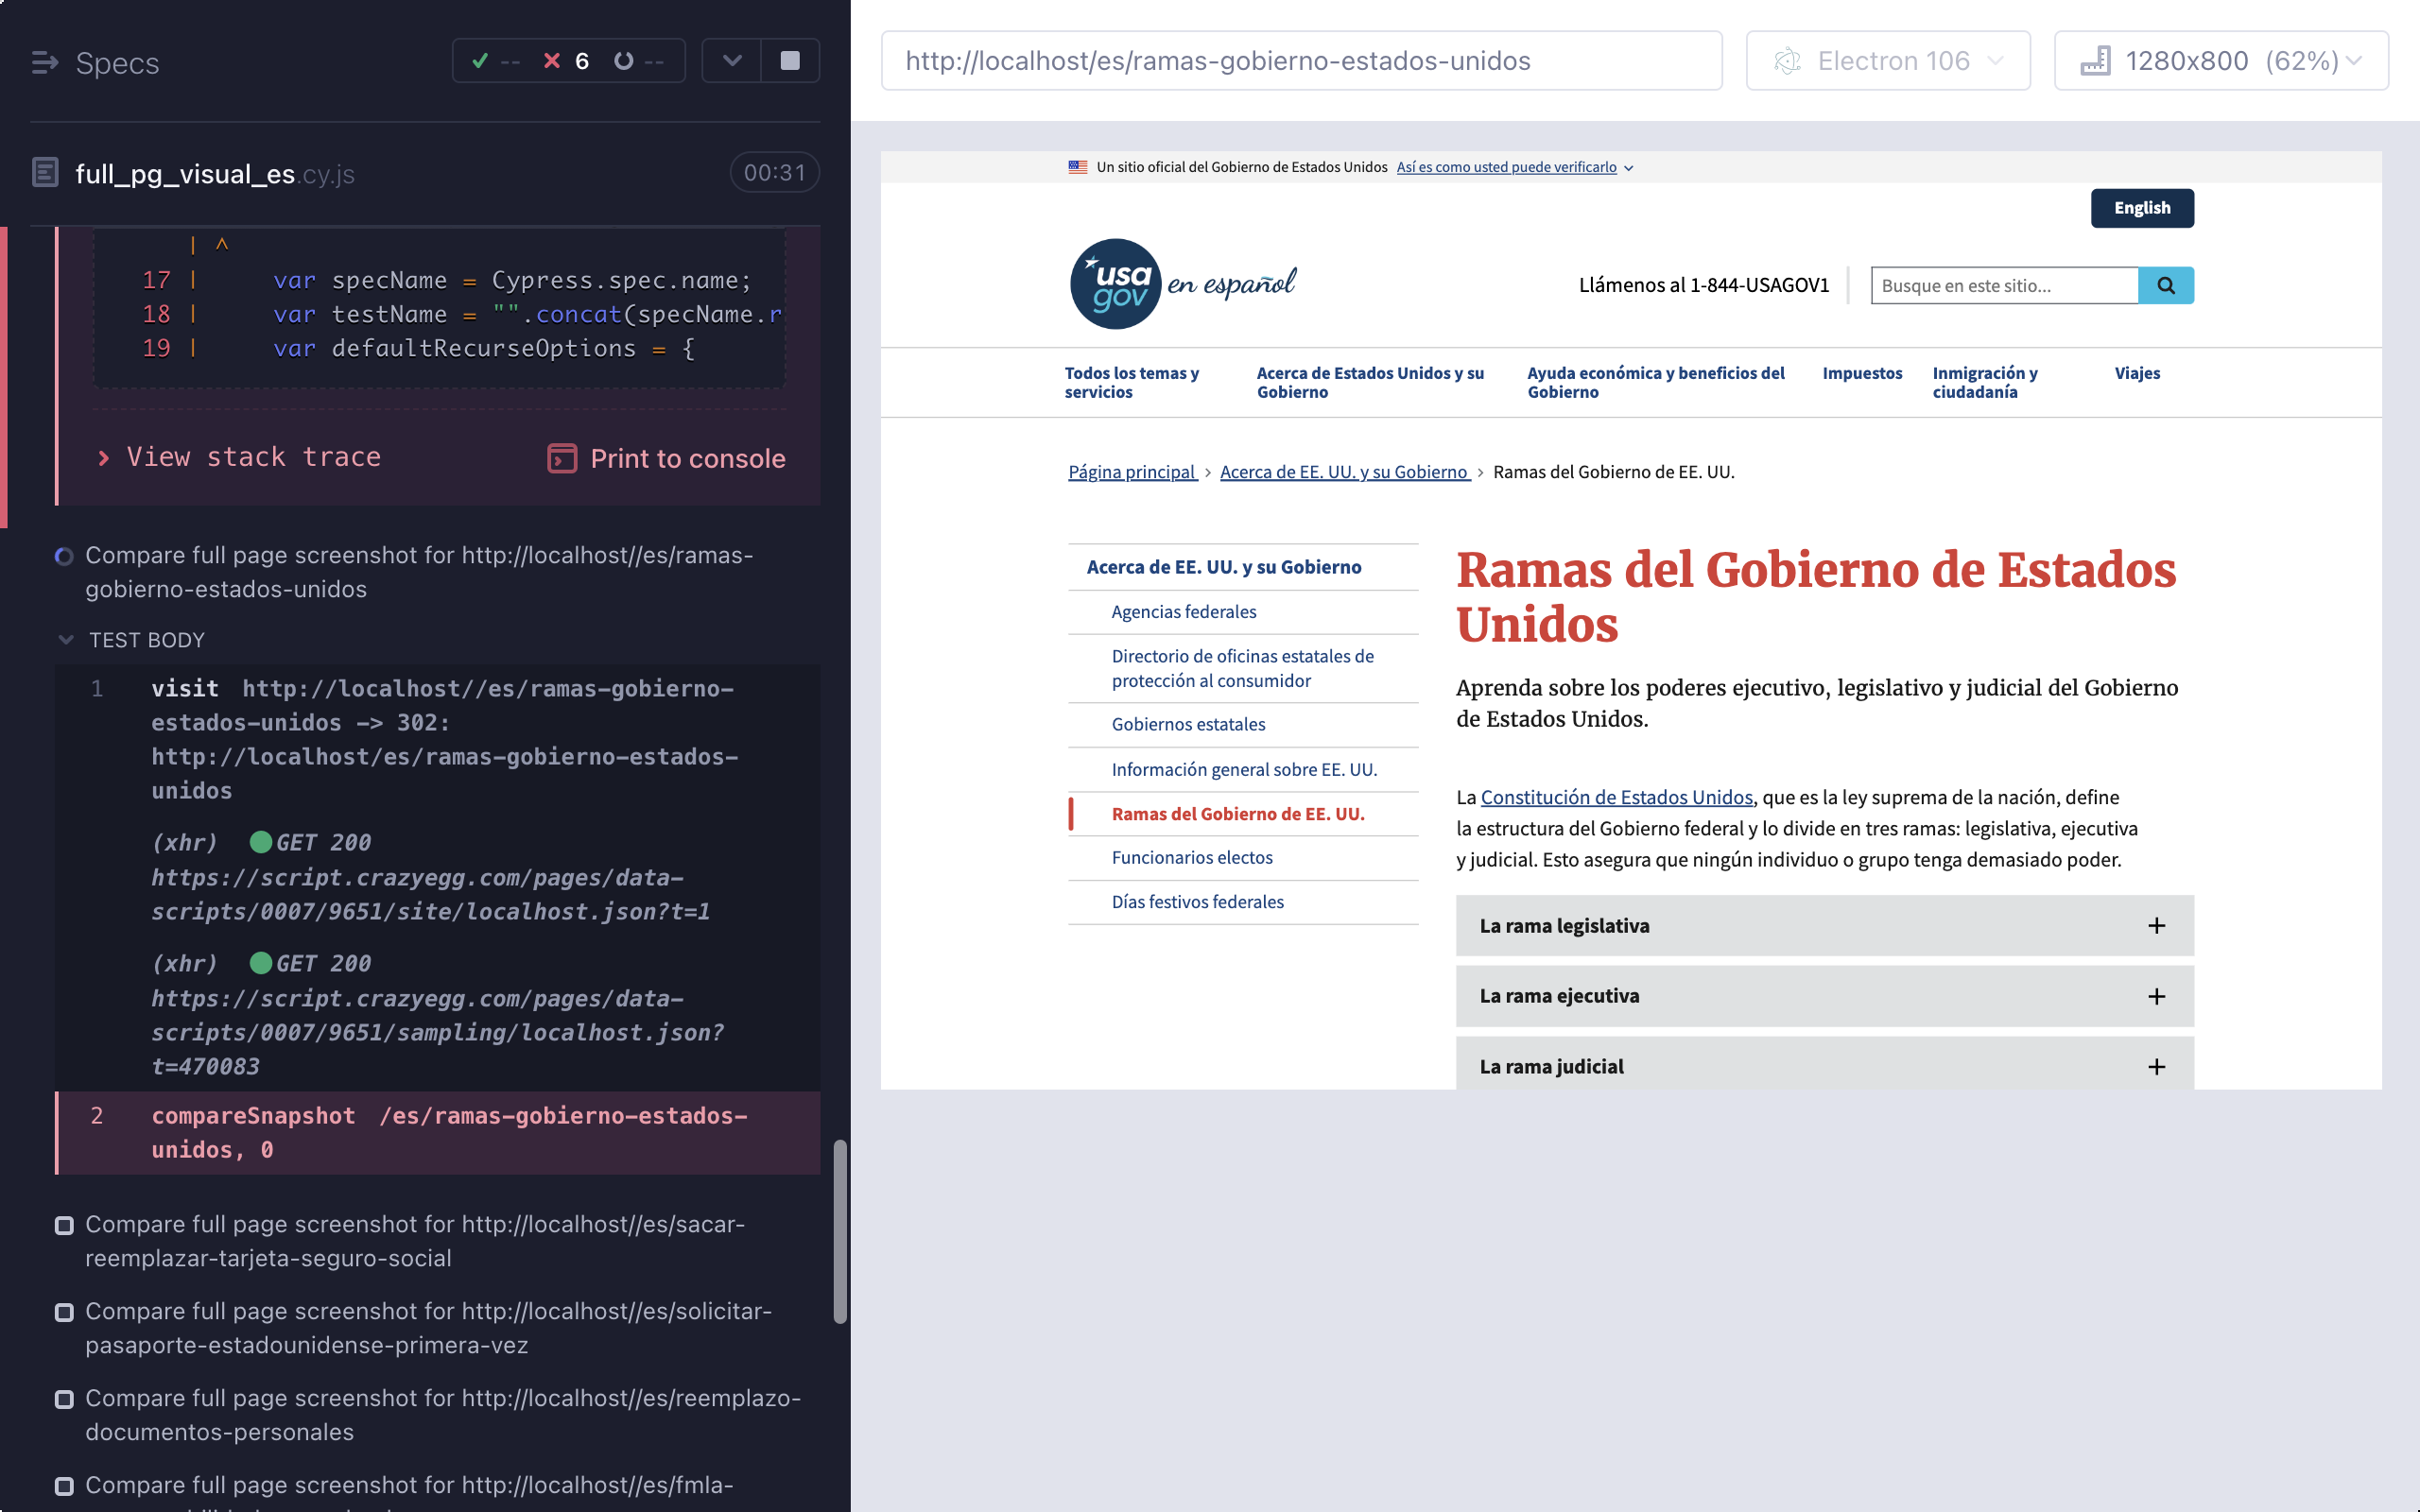 Specs
-- 6 --
full_pg_visual_es.cy.js 00:31
| ^
17 | var specName = Cypress.spec.name;
18 | var testName = "".concat(specName.r
19 | var defaultRecurseOptions = {
View stack trace
Print to console
Compare full page screenshot for http://localhost//es/ramas-
gobierno-estados-unidos
TEST BODY
1 visit http://localhost//es/ramas-gobierno-
estados-unidos -> 302:
http://localhost/es/ramas-gobierno-estados-
unidos
(xhr) GET 200
https://script.crazyegg.com/pages/data-
scripts/0007/9651/site/localhost.json?t=1
(xhr) GET 200
https://script.crazyegg.com/pages/data-
scripts/0007/9651/sampling/localhost.json?
t=470083
2 compareSnapshot /es/ramas-gobierno-estados-
unidos, 0
Compare full page screenshot for http://localhost//es/sacar-
reemplazar-tarjeta-seguro-social
Compare full page screenshot for http://localhost//es/solicitar-
pasaporte-estadounidense-primera-vez
Compare full page screenshot for http://localhost//es/reemplazo-
documentos-personales
Compare full page screenshot for http://localhost//es/fmla-
http://localhost/es/ramas-gobierno-estados-unidos
Electron 106
1280x800 (62%)
Un sitio oficial del Gobierno de Estados Unidos Así es como usted puede verificarlo
English
usa
gov
en español
Llámenos al 1-844-USAGOV1
Busque en este sitio...
Todos los temas y
servicios
Acerca de Estados Unidos y su
Gobierno
Ayuda económica y beneficios del
Gobierno
Impuestos
Inmigración y
ciudadanía
Viajes
Página principal > Acerca de EE. UU. y su Gobierno > Ramas del Gobierno de EE. UU.
Acerca de EE. UU. y su Gobierno
Agencias federales
Directorio de oficinas estatales de
protección al consumidor
Gobiernos estatales
Información general sobre EE. UU.
Ramas del Gobierno de EE. UU.
Funcionarios electos
Días festivos federales
Ramas del Gobierno de Estados
Unidos
Aprenda sobre los poderes ejecutivo, legislativo y judicial del Gobierno
de Estados Unidos.
La Constitución de Estados Unidos, que es la ley suprema de la nación, define
la estructura del Gobierno federal y lo divide en tres ramas: legislativa, ejecutiva
y judicial. Esto asegura que ningún individuo o grupo tenga demasiado poder.
La rama legislativa +
La rama ejecutiva +
La rama judicial +